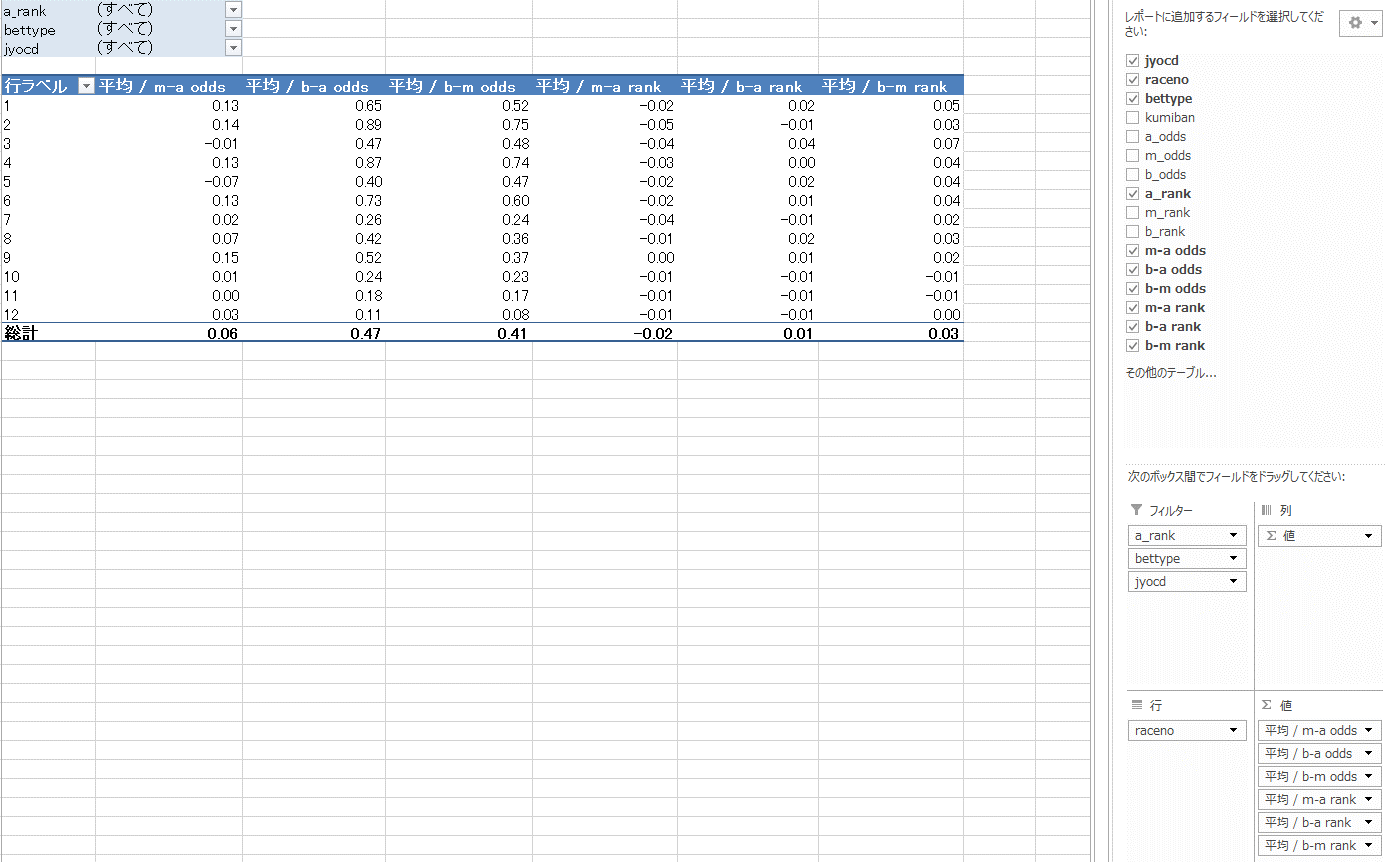 a_rank (すべて)
bettype (すべて)
jyocd (すべて)
行ラベル 平均 / m-a odds 平均 / b-a odds 平均 / b-m odds 平均 / m-a rank 平均 / b-a rank 平均 / b-m rank
1 0.13 0.65 0.52 -0.02 0.02 0.05
2 0.14 0.89 0.75 -0.05 -0.01 0.03
3 -0.01 0.47 0.48 -0.04 0.04 0.07
4 0.13 0.87 0.74 -0.03 0.00 0.04
5 -0.07 0.40 0.47 -0.02 0.02 0.04
6 0.13 0.73 0.60 -0.02 0.01 0.04
7 0.02 0.26 0.24 -0.04 -0.01 0.02
8 0.07 0.42 0.36 -0.01 0.02 0.03
9 0.15 0.52 0.37 0.00 0.01 0.02
10 0.01 0.24 0.23 -0.01 -0.01 -0.01
11 0.00 0.18 0.17 -0.01 -0.01 -0.01
12 0.03 0.11 0.08 -0.01 -0.01 0.00
総計 0.06 0.47 0.41 -0.02 0.01 0.03
レポートに追加するフィールドを選択してくだ
さい:
jyocd
raceno
bettype
kumiban
a_odds
m_odds
b_odds
a_rank
m_rank
b_rank
m-a odds
b-a odds
b-m odds
m-a rank
b-a rank
b-m rank
その他のテーブル...
次のボックス間でフィールドをドラッグしてください:
フィルター
a_rank
bettype
jyocd
列
Σ 値
行
raceno
Σ 値
平均 / m-a odds
平均 / b-a odds
平均 / b-m odds
平均 / m-a rank
平均 / b-a rank
平均 / b-m rank